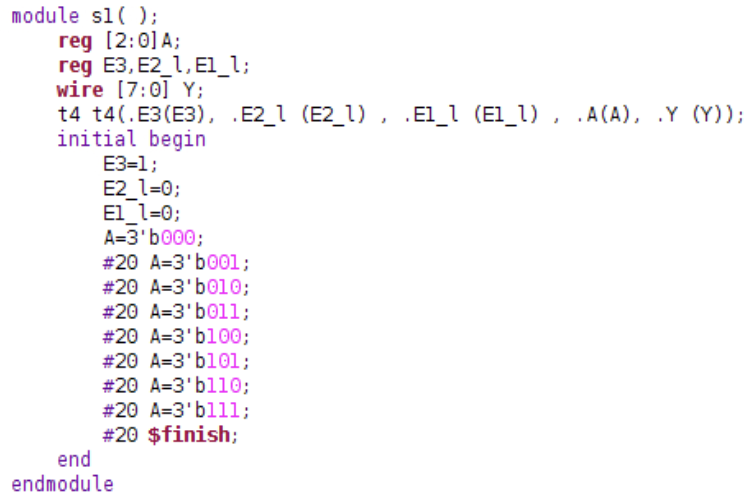 module s1( );
    reg [2:0]A;
    reg E3,E2_l,E1_l;
    wire [7:0] Y;
    t4 t4(.E3(E3), .E2_l (E2_l) , .E1_l (E1_l) , .A(A), .Y (Y));
    initial begin
        E3=1;
        E2_l=0;
        E1_l=0;
        A=3'b000;
        #20 A=3'b001;
        #20 A=3'b010;
        #20 A=3'b011;
        #20 A=3'b100;
        #20 A=3'b101;
        #20 A=3'b110;
        #20 A=3'b111;
        #20 $finish;
    end
endmodule